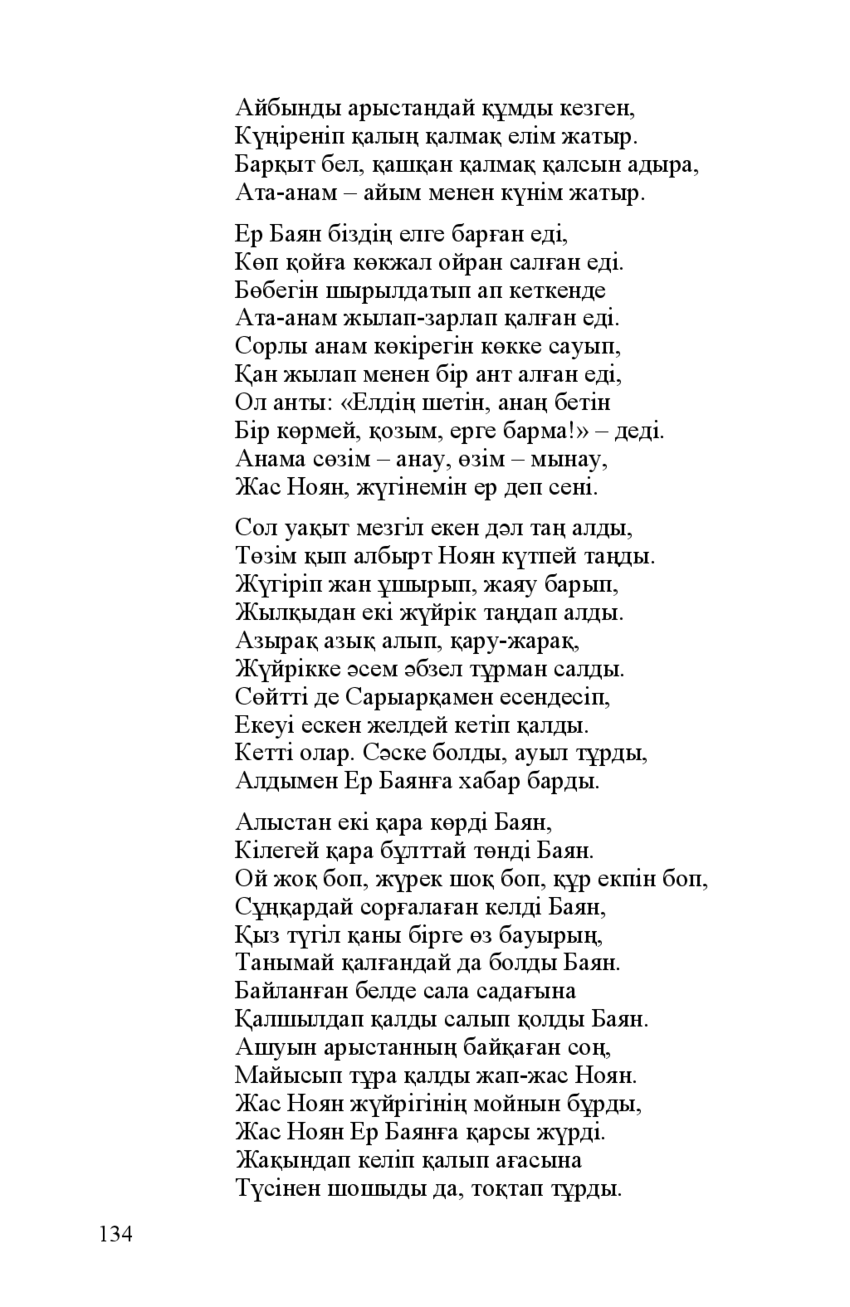 Айбынды арыстандай құмды кезген,
Күңіреніп қалың қалмақ елім жатыр.
Барқыт бел, қашқан қалмақ қалсын адыра,
Ата-анам – айым менен күнім жатыр.
Ер Баян біздің елге барған еді,
Көп қойға көкжал ойран салған еді.
Бөбегін шырылдатып ап кеткенде
Ата-анам жылап-зарлап қалған еді.
Сорлы анам көкірегін көкке сауып,
Қан жылап менен бір ант алған еді,
Ол анты: «Елдің шетін, анаң бетін
Бір көрмей, қозым, ерге барма!» – деді.
Анама сөзім – анау, өзім – мынау,
Жас Ноян, жүгінемін ер деп сені.
Сол уақыт мезгіл екен дәл таң алды,
Төзім қып албырт Ноян күтпей таңды.
Жүгіріп жан ұшырып, жаяу барып,
Жылқыдан екі жүйрік таңдап алды.
Азырақ азық алып, қару-жарақ,
Жүйрікке әсем әбзел тұрман салды.
Сөйтті де Сарыарқамен есендесіп,
Екеуі ескен желдей кетіп қалды.
Кетті олар. Сәске болды, ауыл тұрды,
Алдымен Ер Баянға хабар барды.
Алыстан екі қара көрді Баян,
Кілегей қара бұлттай төнді Баян.
Ой жоқ боп, жүрек шоқ боп, құр екпін боп,
Сұңқардай сорғалаған келді Баян,
Қыз түгіл қаны бірге өз бауырың,
Танымай қалғандай да болды Баян.
Байланған белде сала садағына
Қалшылдап қалды салып қолды Баян.
Ашуын арыстанның байқаған соң,
Майысып тұра қалды жап-жас Ноян.
Жас Ноян жүйрігінің мойнын бұрды,
Жас Ноян Ер Баянға қарсы жүрді.
Жақындап келіп қалып ағасына
Түсінен шошыды да, тоқтап тұрды.
134